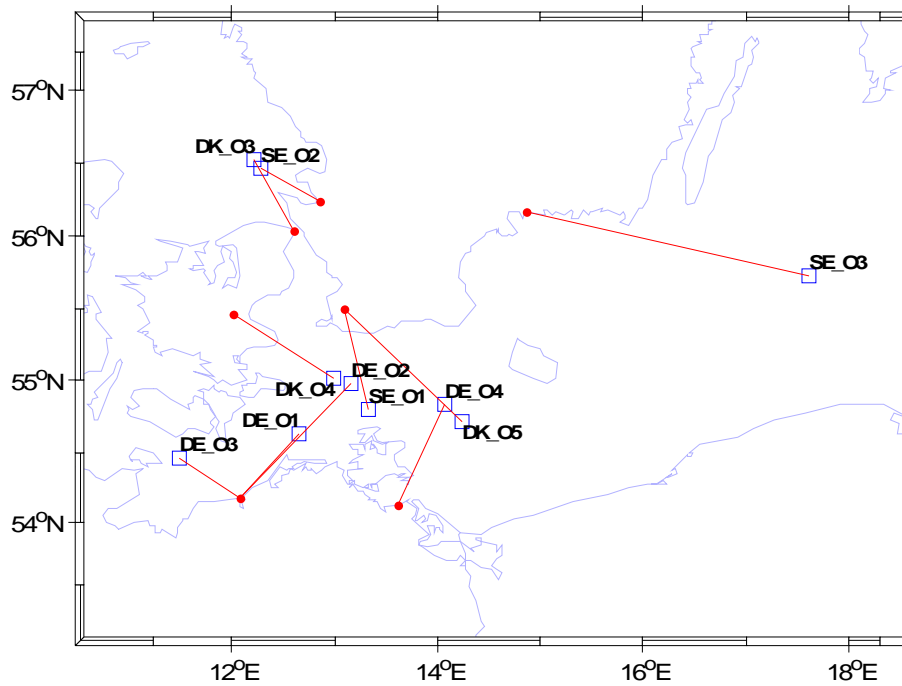 57°N
DK_O3
SE_O2
56°N
SE_O3
55°N
DE_O2
DK_O4
SE_O1
DE_O4
DE_O1
DK_O5
DE_O3
54°N
12°E
14°E
16°E
18°E